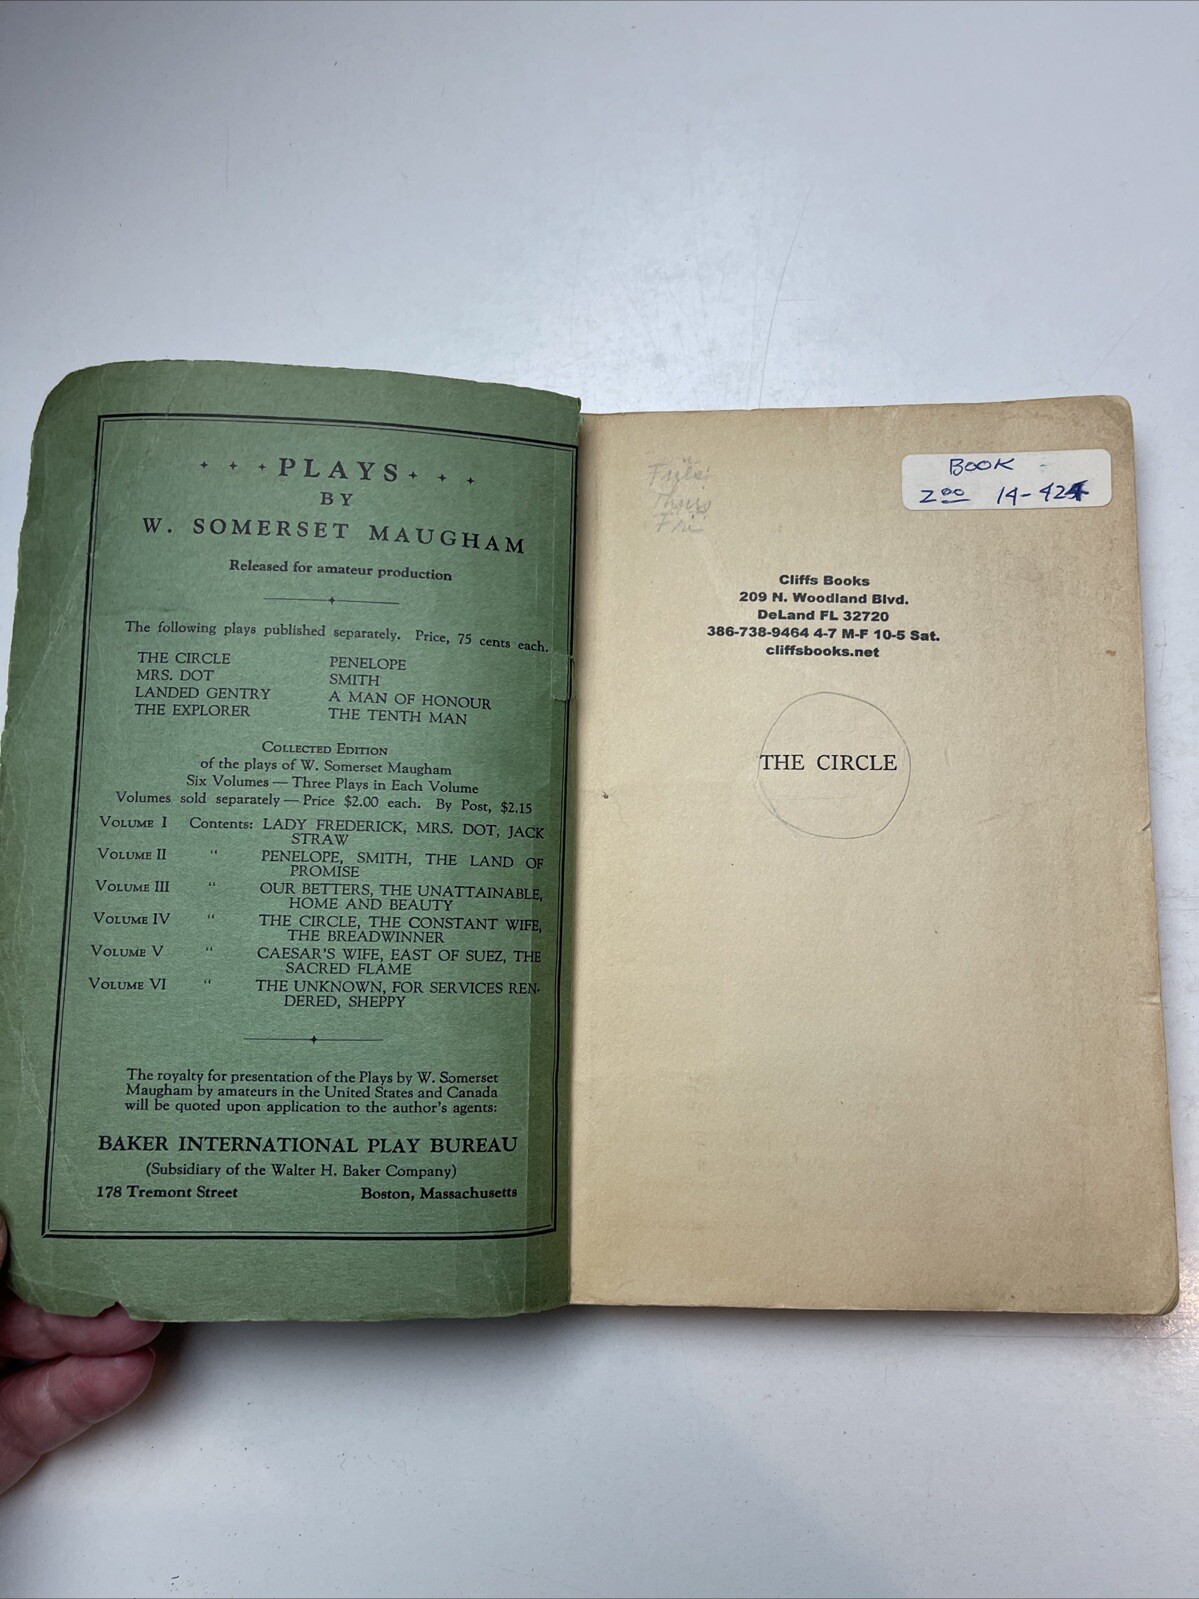 PLAYS
BY
W. SOMERSET MAUGHAM
Released for amateur production
The following plays published separately. Price, 75 cents each.
THE CIRCLE PENELOPE
MRS. DOT SMITH
LANDED GENTRY A MAN OF HONOUR
THE EXPLORER THE TENTH MAN
COLLECTED EDITION
of the plays of W. Somerset Maugham
Six Volumes — Three Plays in Each Volume
Volumes sold separately — Price $2.00 each. By Post, $2.15
VOLUME I Contents: LADY FREDERICK, MRS. DOT, JACK
STRAW
VOLUME II " PENELOPE, SMITH, THE LAND OF
PROMISE
VOLUME III " OUR BETTERS, THE UNATTAINABLE,
HOME AND BEAUTY
VOLUME IV " THE CIRCLE, THE CONSTANT WIFE,
THE BREADWINNER
VOLUME V " CAESAR'S WIFE, EAST OF SUEZ, THE
SACRED FLAME
VOLUME VI " THE UNKNOWN, FOR SERVICES REN-
DERED, SHEPPY
The royalty for presentation of the Plays by W. Somerset
Maugham by amateurs in the United States and Canada
will be quoted upon application to the author's agents:
BAKER INTERNATIONAL PLAY BUREAU
(Subsidiary of the Walter H. Baker Company)
178 Tremont Street Boston, Massachusetts
BOOK
2 00 14-424
Fri
Cliffs Books
209 N. Woodland Blvd.
DeLand FL 32720
386-738-9464 4-7 M-F 10-5 Sat.
cliffsbooks.net
THE CIRCLE